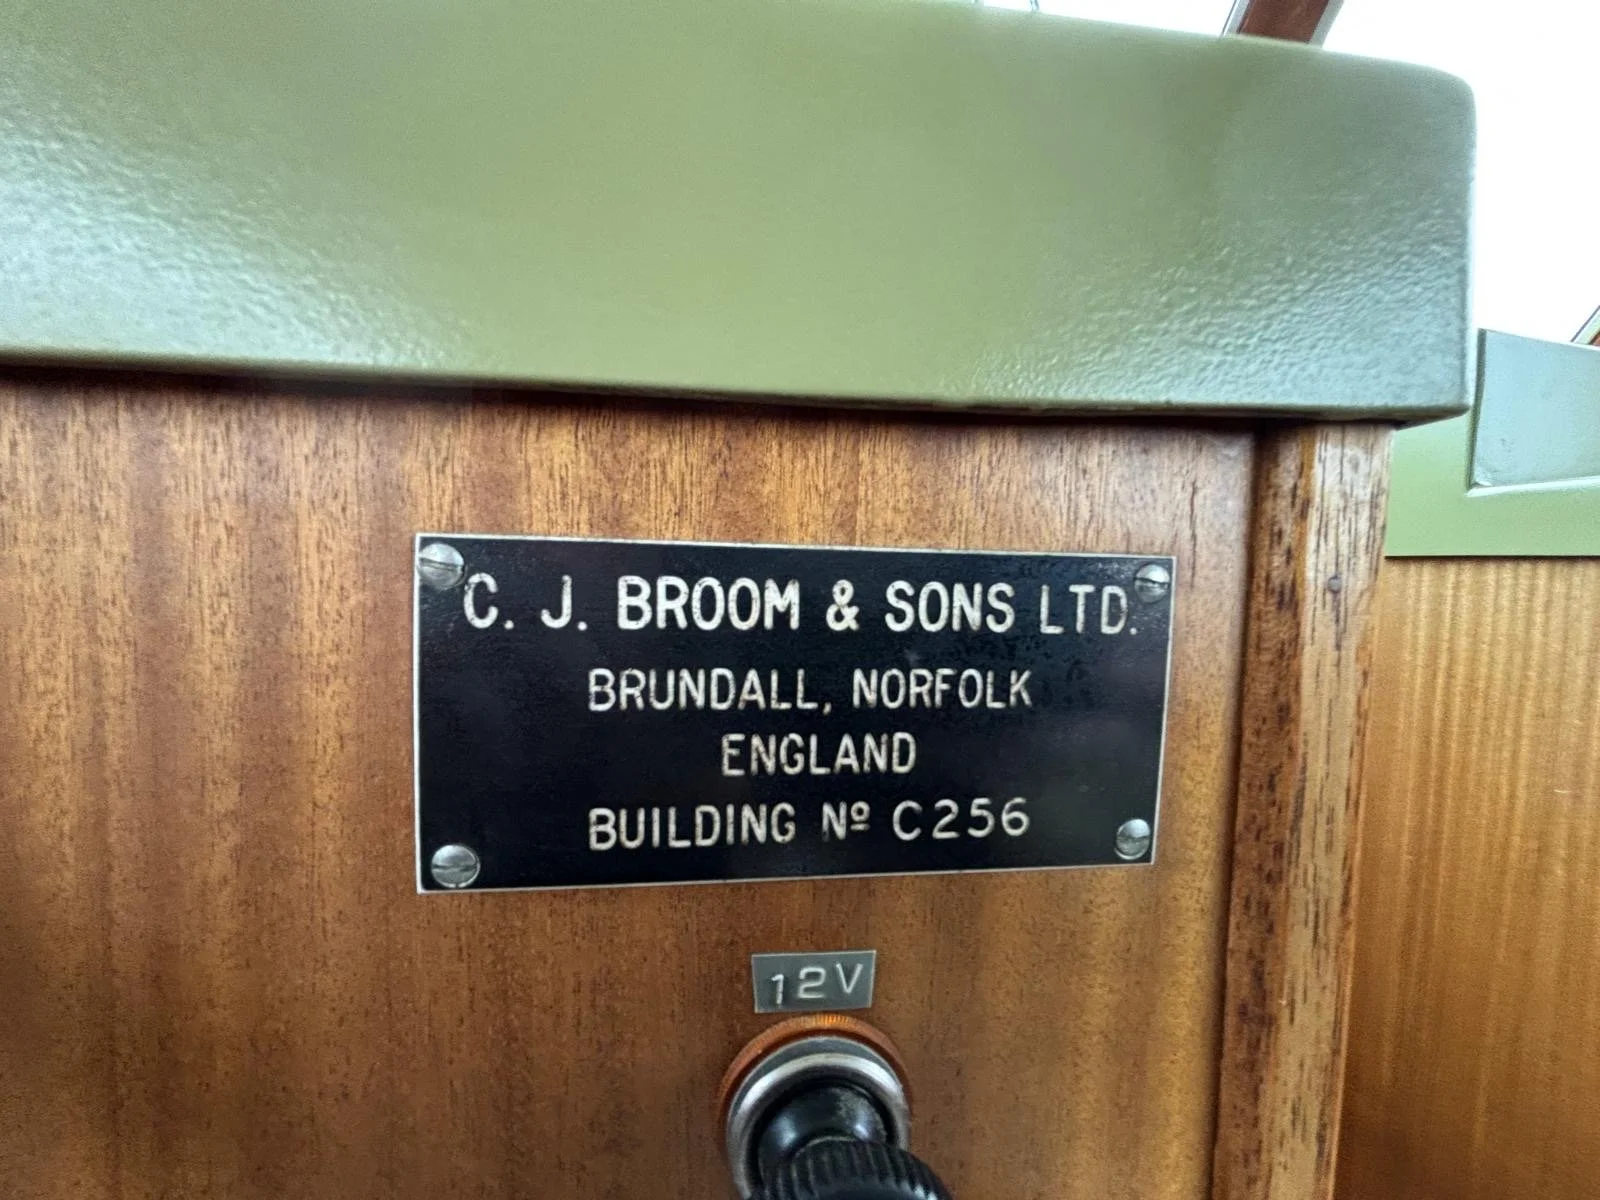 C. J. BROOM & SONS LTD.
BRUNDALL, NORFOLK
ENGLAND
BUILDING Nº C256
12V